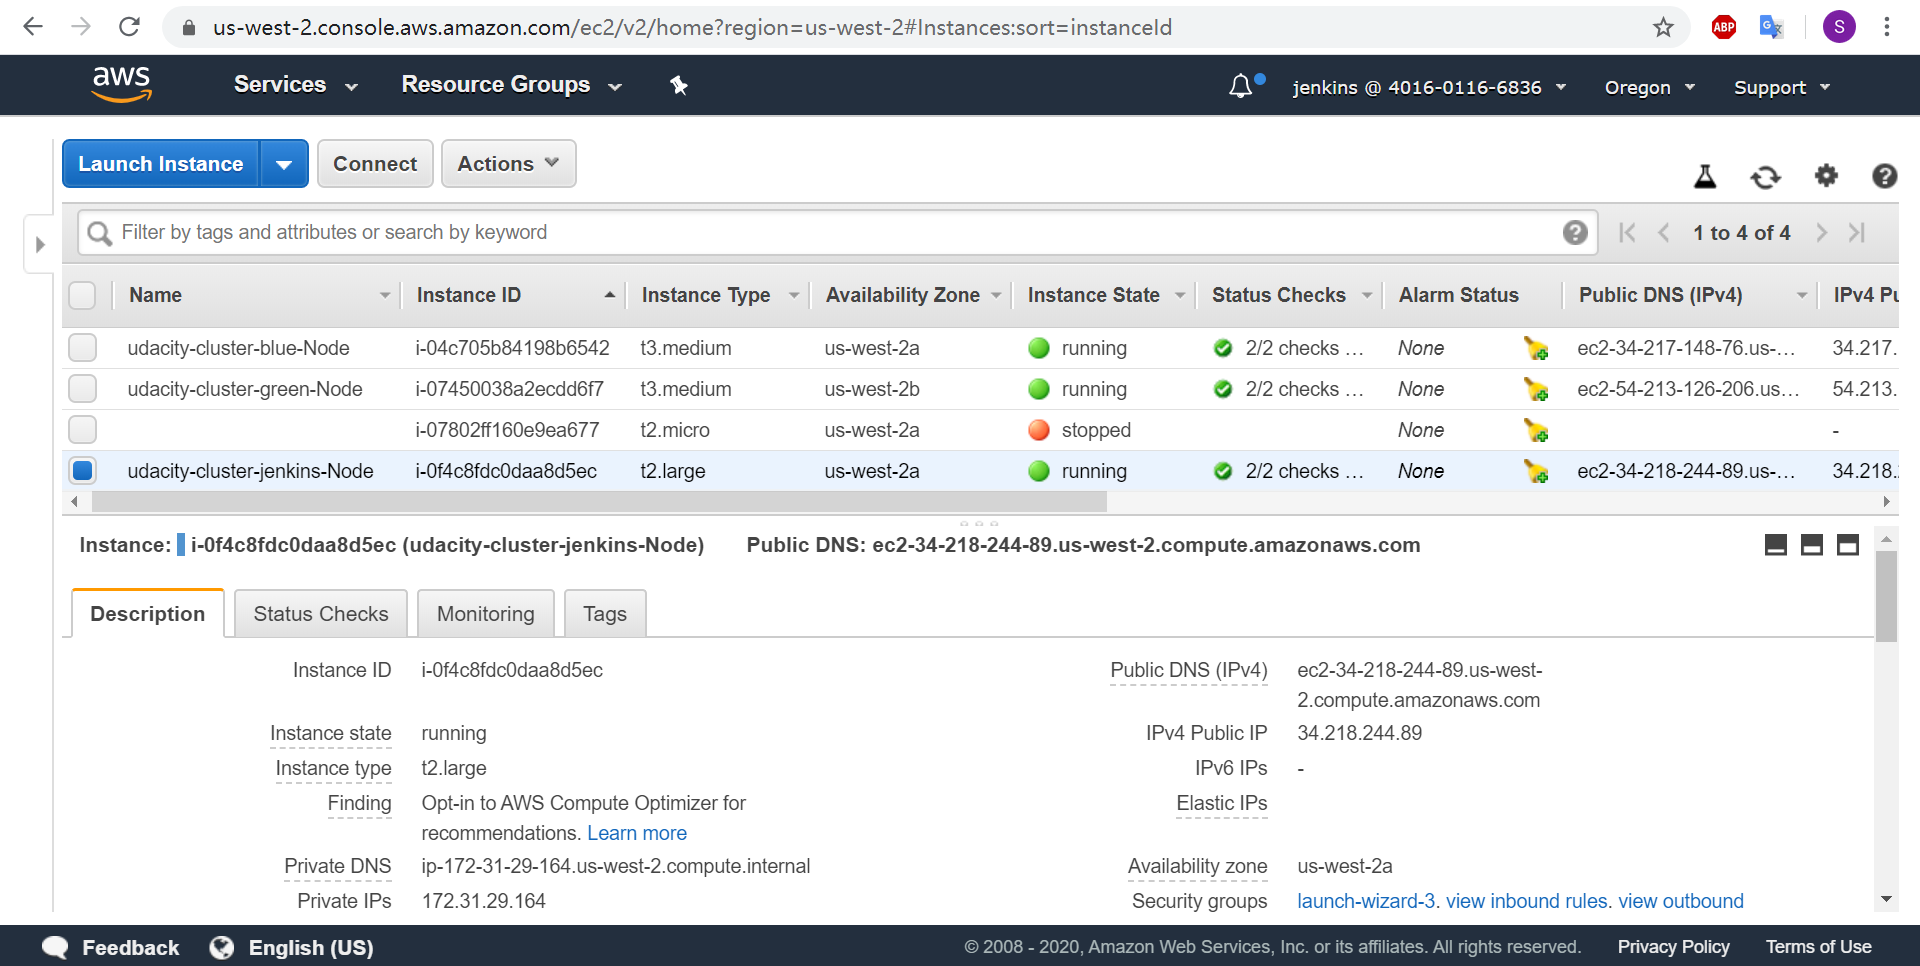 us-west-2.console.aws.amazon.com/ec2/v2/home?region=us-west-2#Instances:sort=instanceId
ABP
G
S
aws
Services
Resource Groups
jenkins @ 4016-0116-6836
Oregon
Support
Launch Instance
Connect
Actions
Filter by tags and attributes or search by keyword
1 to 4 of 4
Name Instance ID Instance Type Availability Zone Instance State Status Checks Alarm Status Public DNS (IPv4) IPv4 Pu
udacity-cluster-blue-Node i-04c705b84198b6542 t3.medium us-west-2a running 2/2 checks ... None ec2-34-217-148-76.us-... 34.217.
udacity-cluster-green-Node i-07450038a2ecdd6f7 t3.medium us-west-2b running 2/2 checks ... None ec2-54-213-126-206.us... 54.213.
i-07802ff160e9ea677 t2.micro us-west-2a stopped None -
udacity-cluster-jenkins-Node i-0f4c8fdc0daa8d5ec t2.large us-west-2a running 2/2 checks ... None ec2-34-218-244-89.us-... 34.218.
Instance: i-0f4c8fdc0daa8d5ec (udacity-cluster-jenkins-Node) Public DNS: ec2-34-218-244-89.us-west-2.compute.amazonaws.com
Description Status Checks Monitoring Tags
Instance ID i-0f4c8fdc0daa8d5ec
Public DNS (IPv4) ec2-34-218-244-89.us-west-
2.compute.amazonaws.com
Instance state running
IPv4 Public IP 34.218.244.89
Instance type t2.large
IPv6 IPs -
Finding Opt-in to AWS Compute Optimizer for
recommendations. Learn more
Elastic IPs
Private DNS ip-172-31-29-164.us-west-2.compute.internal
Availability zone us-west-2a
Private IPs 172.31.29.164
Security groups launch-wizard-3. view inbound rules. view outbound
Feedback
English (US)
© 2008 - 2020, Amazon Web Services, Inc. or its affiliates. All rights reserved.
Privacy Policy
Terms of Use